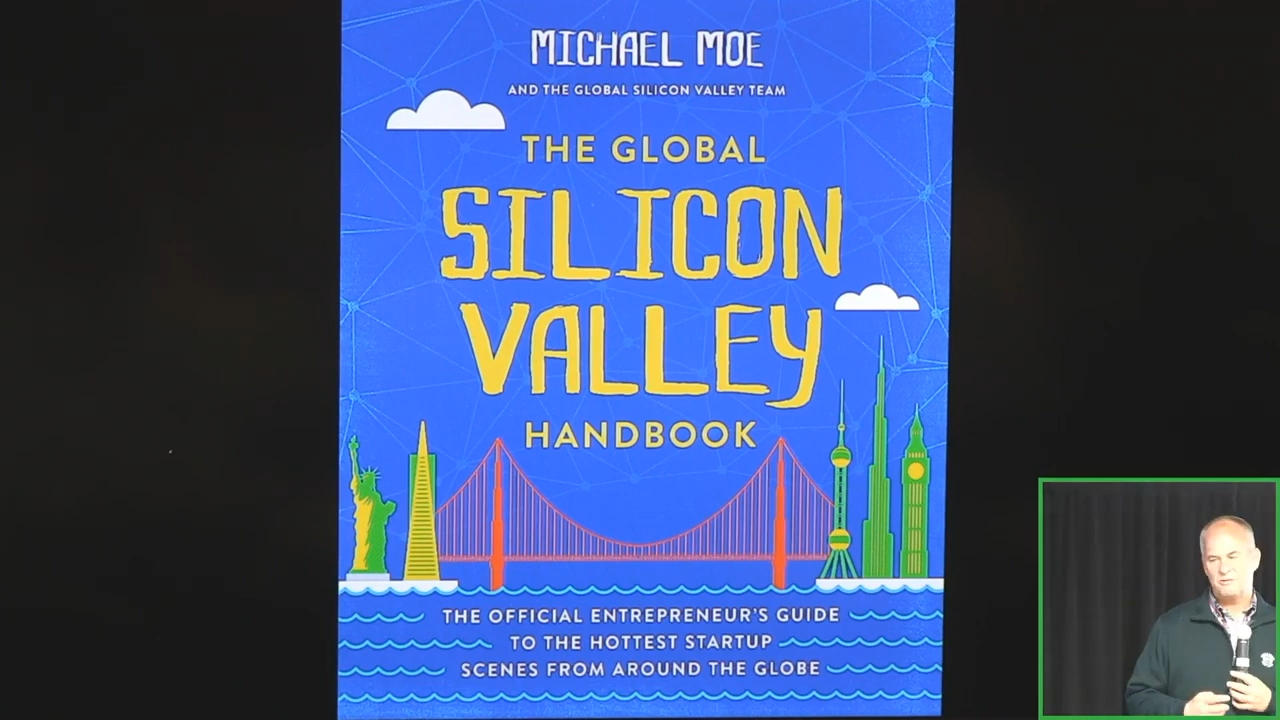 MICHAEL MOE
AND THE GLOBAL SILICON VALLEY TEAM
THE GLOBAL
SILICON
VALLEY
HANDBOOK
THE OFFICIAL ENTREPRENEUR'S GUIDE
TO THE HOTTEST STARTUP
SCENES FROM AROUND THE GLOBE